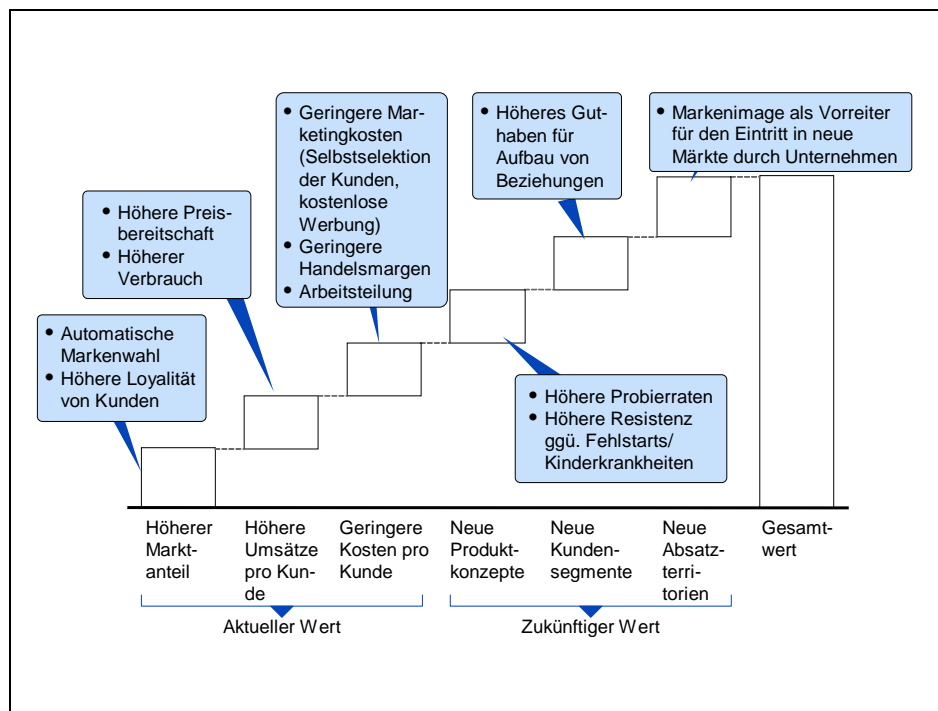 • Automatische
Markenwahl
• Höhere Loyalität
von Kunden
• Höhere Preis-
bereitschaft
• Höherer
Verbrauch
• Geringere Mar-
ketingkosten
(Selbstselektion
der Kunden,
kostenlose
Werbung)
• Geringere
Handelsmargen
• Arbeitsteilung
• Höhere Probierraten
• Höhere Resistenz
ggü. Fehlstarts/
Kinderkrankheiten
• Höheres Gut-
haben für
Aufbau von
Beziehungen
• Markenimage als Vorreiter
für den Eintritt in neue
Märkte durch Unternehmen
Höherer
Markt-
anteil
Höhere
Umsätze
pro Kun-
de
Geringere
Kosten pro
Kunde
Neue
Produkt-
konzepte
Neue
Kunden-
segmente
Neue
Absatz-
terri-
torien
Gesamt-
wert
Aktueller Wert
Zukünftiger Wert